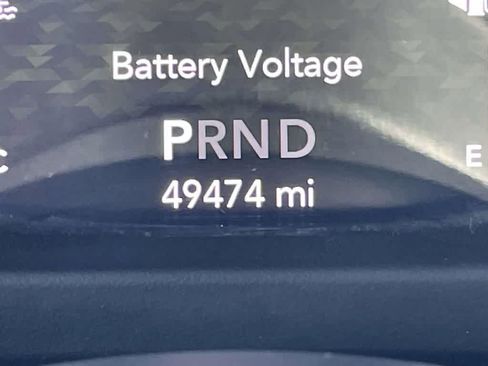 Battery Voltage
PRND
C
E
49474 mi